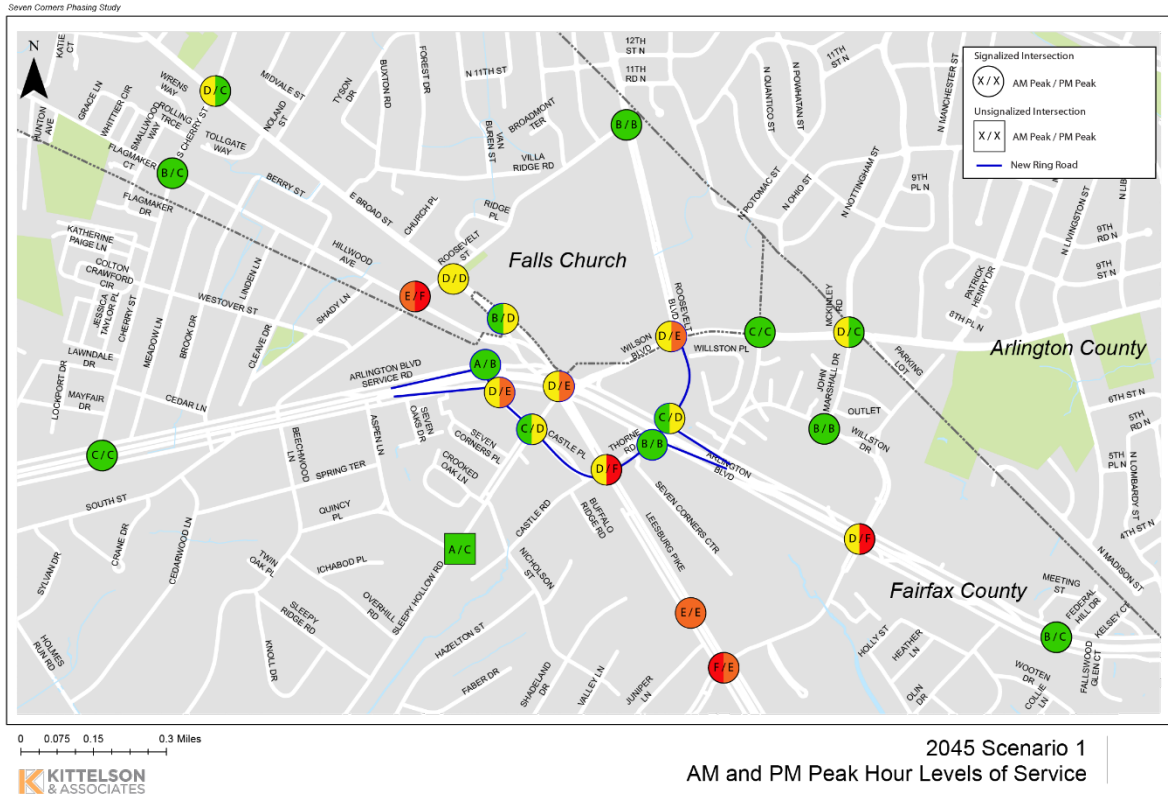 Seven Corners Phasing Study
N
KATIE
CT
HUNTON
AVE
GRACE LN
WHITTIER CIR
WRENS
WAY
ROLLING
TRCE
SMALLWOOD
WAY
S CHERRY ST
D / C
MIDVALE ST
NOLAND
ST
TOLLGATE
WAY
FLAGMAKER
CT
B / C
FLAGMAKER
DR
BERRY ST
TYSON
DR
BUXTON RD
FOREST DR
N 11TH ST
VAN
BUREN ST
BROADMONT
TER
VILLA
RIDGE RD
12TH
ST N
11TH
RD N
B / B
11TH ST
ST N
N QUANTICO ST
N POWHATAN ST
N MANCHESTER ST
N POTOMAC ST
N OHIO ST
N NOTTINGHAM ST
9TH
PL N
N LIVINGSTON ST
N LIB
9TH
RD N
9TH
ST N
PATRICK
HENRY DR
8TH PL N
Signalized Intersection
X / X
AM Peak / PM Peak
Unsignalized Intersection
X / X
AM Peak / PM Peak
New Ring Road
KATHERINE
PAIGE LN
COLTON
CRAWFORD
CIR
JESSICA
TAYLOR PL
CHERRY ST
WESTOVER ST
LINDEN LN
HILLWOOD
AVE
E BROAD ST
CHURCH PL
RIDGE
PL
ROOSEVELT
ST
Falls Church
D / D
E / F
B / D
SHADY LN
CLEAVE DR
BROOK DR
MEADOW LN
LAWNDALE
DR
MAYFAIR
DR
LOCKPORT DR
CEDAR LN
ARLINGTON BLVD
SERVICE RD
A / B
D / E
D / E
WILSON
BLVD
ROOSEVELT
BLVD
D / E
WILLSTON PL
C / C
MCKINLEY
RD
D / C
PARKING
LOT
Arlington County
JOHN
MARSHALL DR
OUTLET
WILLSTON
DR
B / B
6TH ST N
5TH
RD N
5TH
PL N
N LOMBARDY ST
4TH ST N
N MADISON ST
C / C
BEECHWOOD
LN
ASPEN LN
SEVEN
OAKS DR
SEVEN
CORNERS PL
CROOKED
OAK LN
C / D
CASTLE PL
THORNE
RD
C / D
B / B
ARLINGTON
BLVD
D / F
SPRING TER
SOUTH ST
QUINCY
PL
CASTLE RD
BUFFALO
RIDGE RD
LEESBURG PIKE
SEVEN CORNERS CTR
D / F
SYLVAN DR
CRANE DR
CEDARWOOD LN
TWIN
OAK PL
ICHABOD PL
A / C
NICHOLSON
ST
SLEEPY HOLLOW RD
OVERHILL
RD
SLEEPY
RIDGE RD
HAZELTON ST
E / E
Fairfax County
MEETING
ST
FEDERAL
HILL DR
KELSEY CT
B / C
HOLLY ST
HEATHER
LN
HOLMES
RUN RD
KNOLL DR
FABER DR
SHADELAND
DR
VALLEY LN
JUNIPER
LN
F / E
OLIN
DR
WOOTEN
DR
COLLIE
LN
FALLSWOOD
GLEN CT
0 0.075 0.15 0.3 Miles
KITTELSON
& ASSOCIATES
2045 Scenario 1
AM and PM Peak Hour Levels of Service